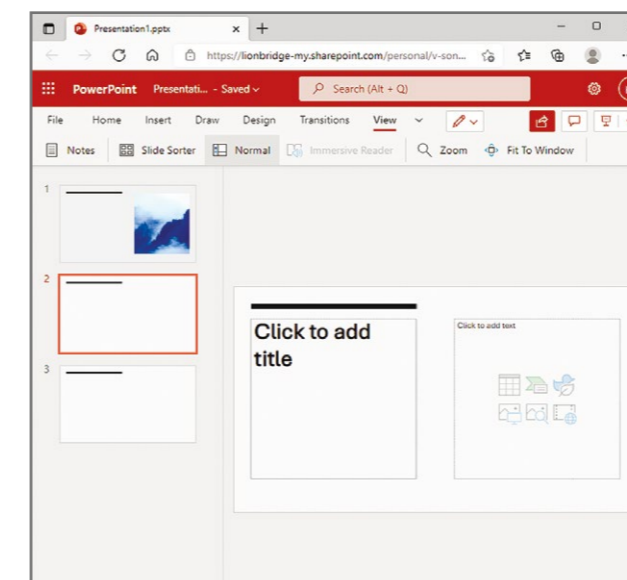 Presentation1.pptx
https://lionbridge-my.sharepoint.com/personal/v-son...
PowerPoint Presentati... - Saved
Search (Alt + Q)
File Home Insert Draw Design Transitions View
Notes Slide Sorter Normal Immersive Reader Zoom Fit To Window
1
2
3
Click to add
title
Click to add text